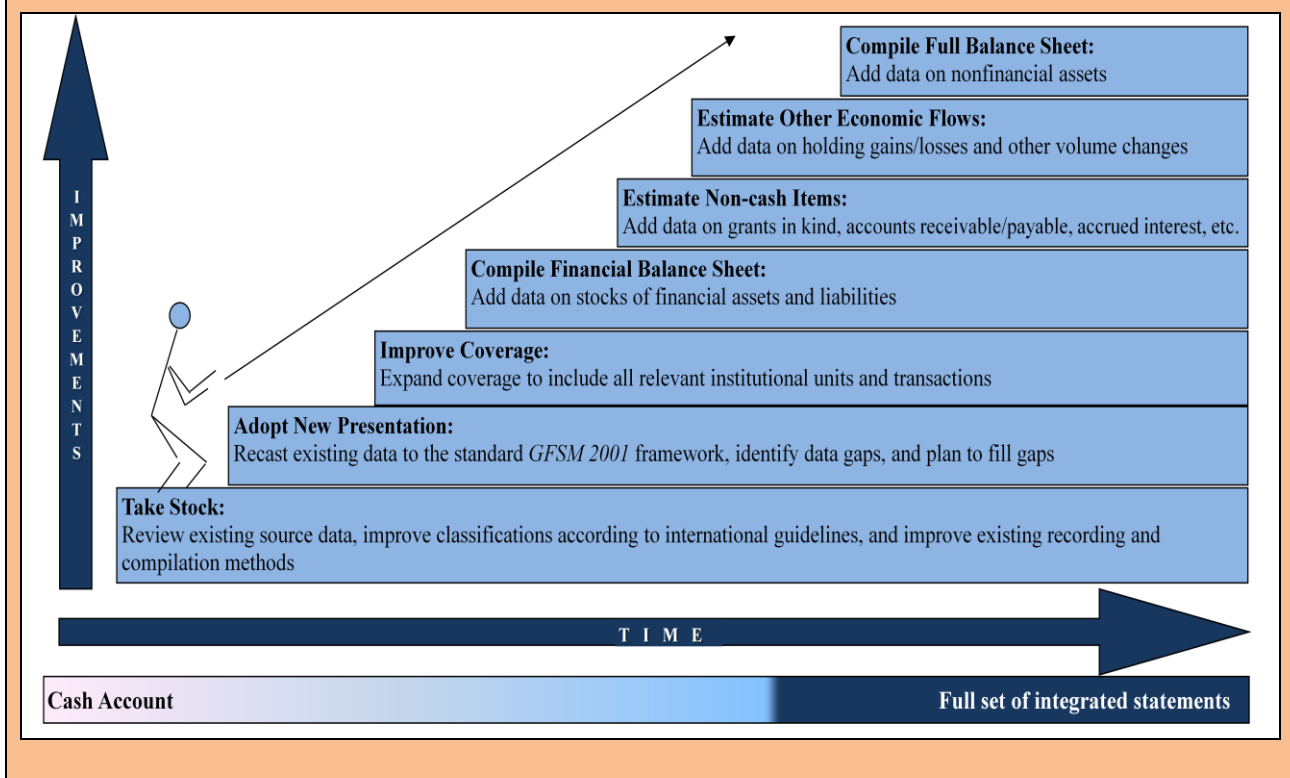 Compile Full Balance Sheet:
Add data on nonfinancial assets
Estimate Other Economic Flows:
Add data on holding gains/losses and other volume changes
Estimate Non-cash Items:
Add data on grants in kind, accounts receivable/payable, accrued interest, etc.
Compile Financial Balance Sheet:
Add data on stocks of financial assets and liabilities
Improve Coverage:
Expand coverage to include all relevant institutional units and transactions
Adopt New Presentation:
Recast existing data to the standard GFSM 2001 framework, identify data gaps, and plan to fill gaps
Take Stock:
Review existing source data, improve classifications according to international guidelines, and improve existing recording and
compilation methods
IMPROVEMENTS
TIME
Cash Account
Full set of integrated statements